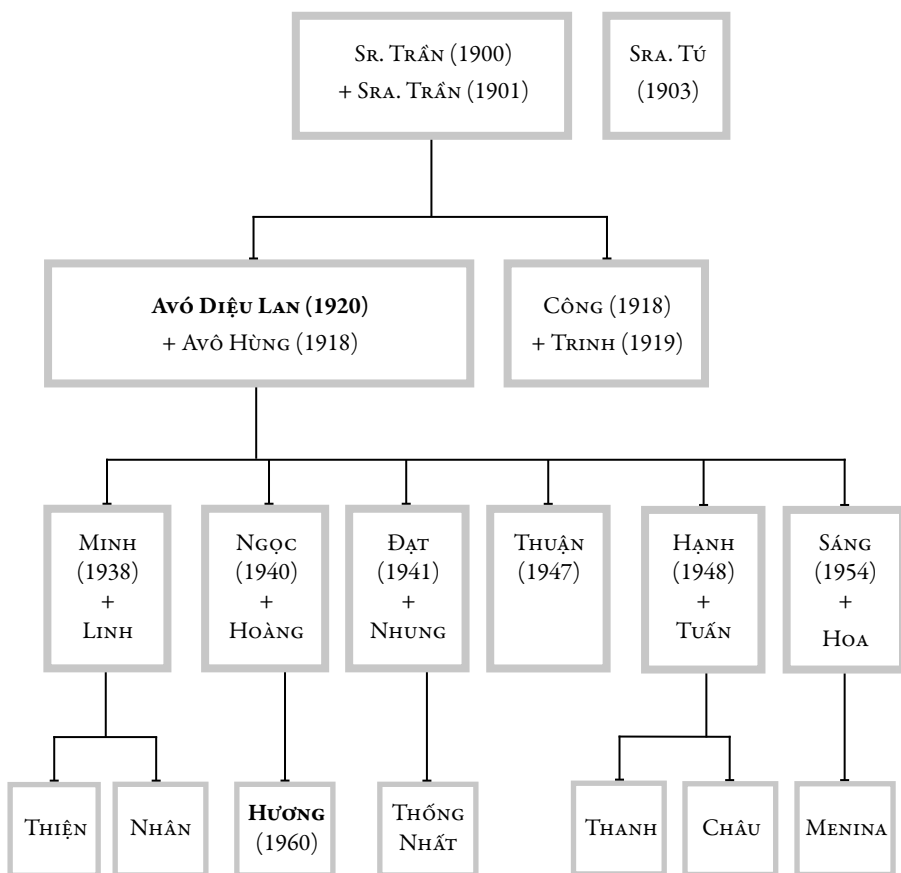 Sr. Trần (1900)
+ Sra. Trần (1901)
Sra. Tú
(1903)
Avó Diệu Lan (1920)
+ Avô Hùng (1918)
Công (1918)
+ Trinh (1919)
Minh
(1938)
+
Linh
Ngọc
(1940)
+
Hoàng
Đạt
(1941)
+
Nhung
Thuận
(1947)
Hạnh
(1948)
+
Tuấn
Sáng
(1954)
+
Hoa
Thiện
Nhân
Hương
(1960)
Thống
Nhất
Thanh
Châu
Menina